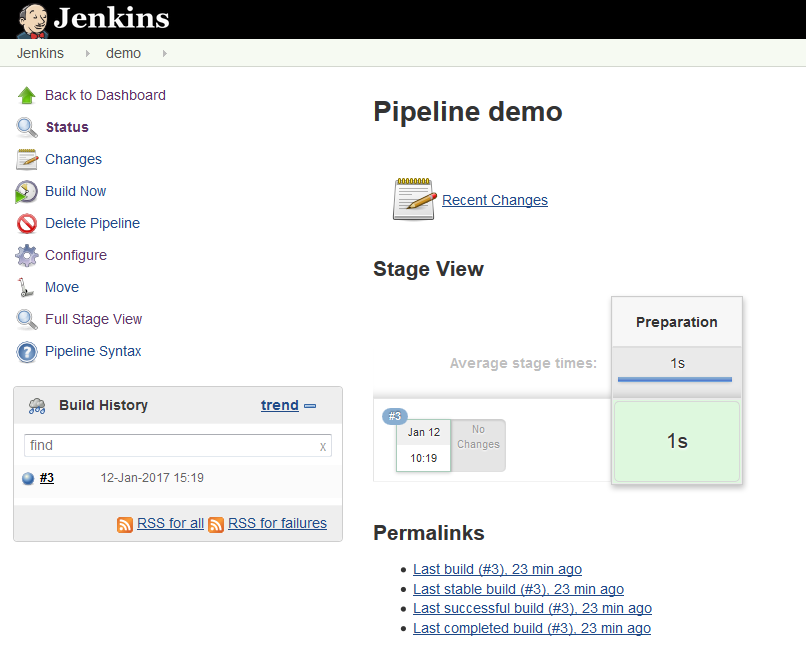 Jenkins
Jenkins demo
Back to Dashboard
Status
Changes
Build Now
Delete Pipeline
Configure
Move
Full Stage View
Pipeline Syntax
Build History trend
find x
#3 12-Jan-2017 15:19
RSS for all RSS for failures
Pipeline demo
Recent Changes
Stage View
Preparation
Average stage times: 1s
#3
Jan 12
10:19
No
Changes
1s
Permalinks
Last build (#3), 23 min ago
Last stable build (#3), 23 min ago
Last successful build (#3), 23 min ago
Last completed build (#3), 23 min ago